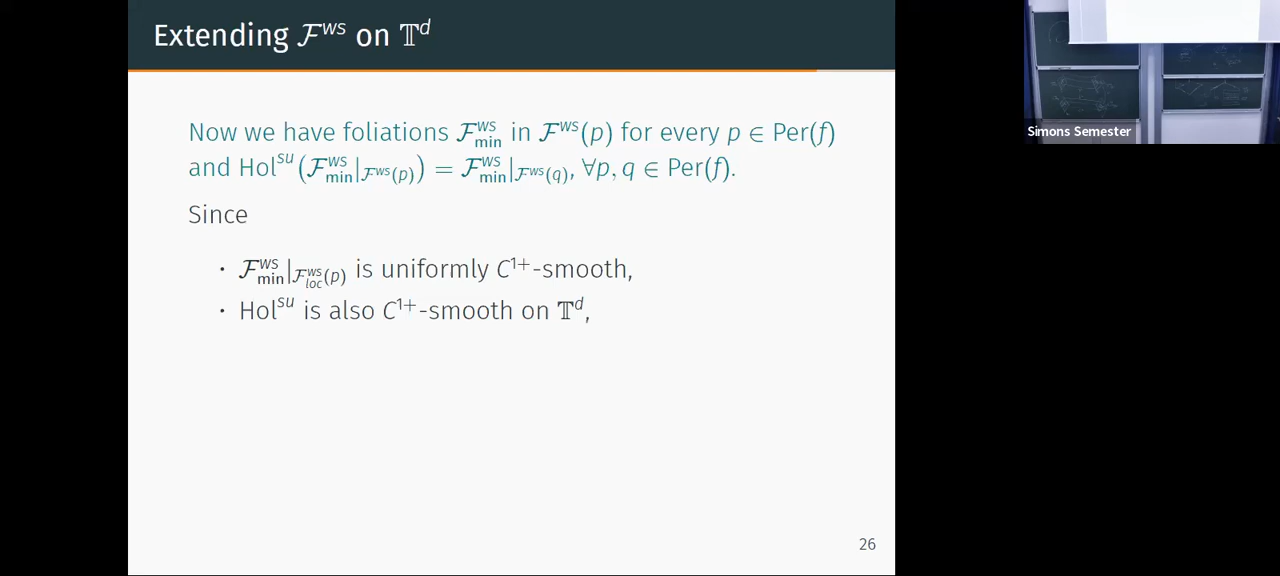 Extending 𝓕^{ws} on 𝕋^d
Now we have foliations 𝓕^{ws}_{min} in 𝓕^{ws}(p) for every p ∈ Per(f)
and Hol^{su}(𝓕^{ws}_{min}|_{𝓕^{ws}(p)}) = 𝓕^{ws}_{min}|_{𝓕^{ws}(q)}, ∀p, q ∈ Per(f).
Since
· 𝓕^{ws}_{min}|_{𝓕^{ws}_{loc}(p)} is uniformly C^{1+}-smooth,
· Hol^{su} is also C^{1+}-smooth on 𝕋^d,
26
Simons Semester